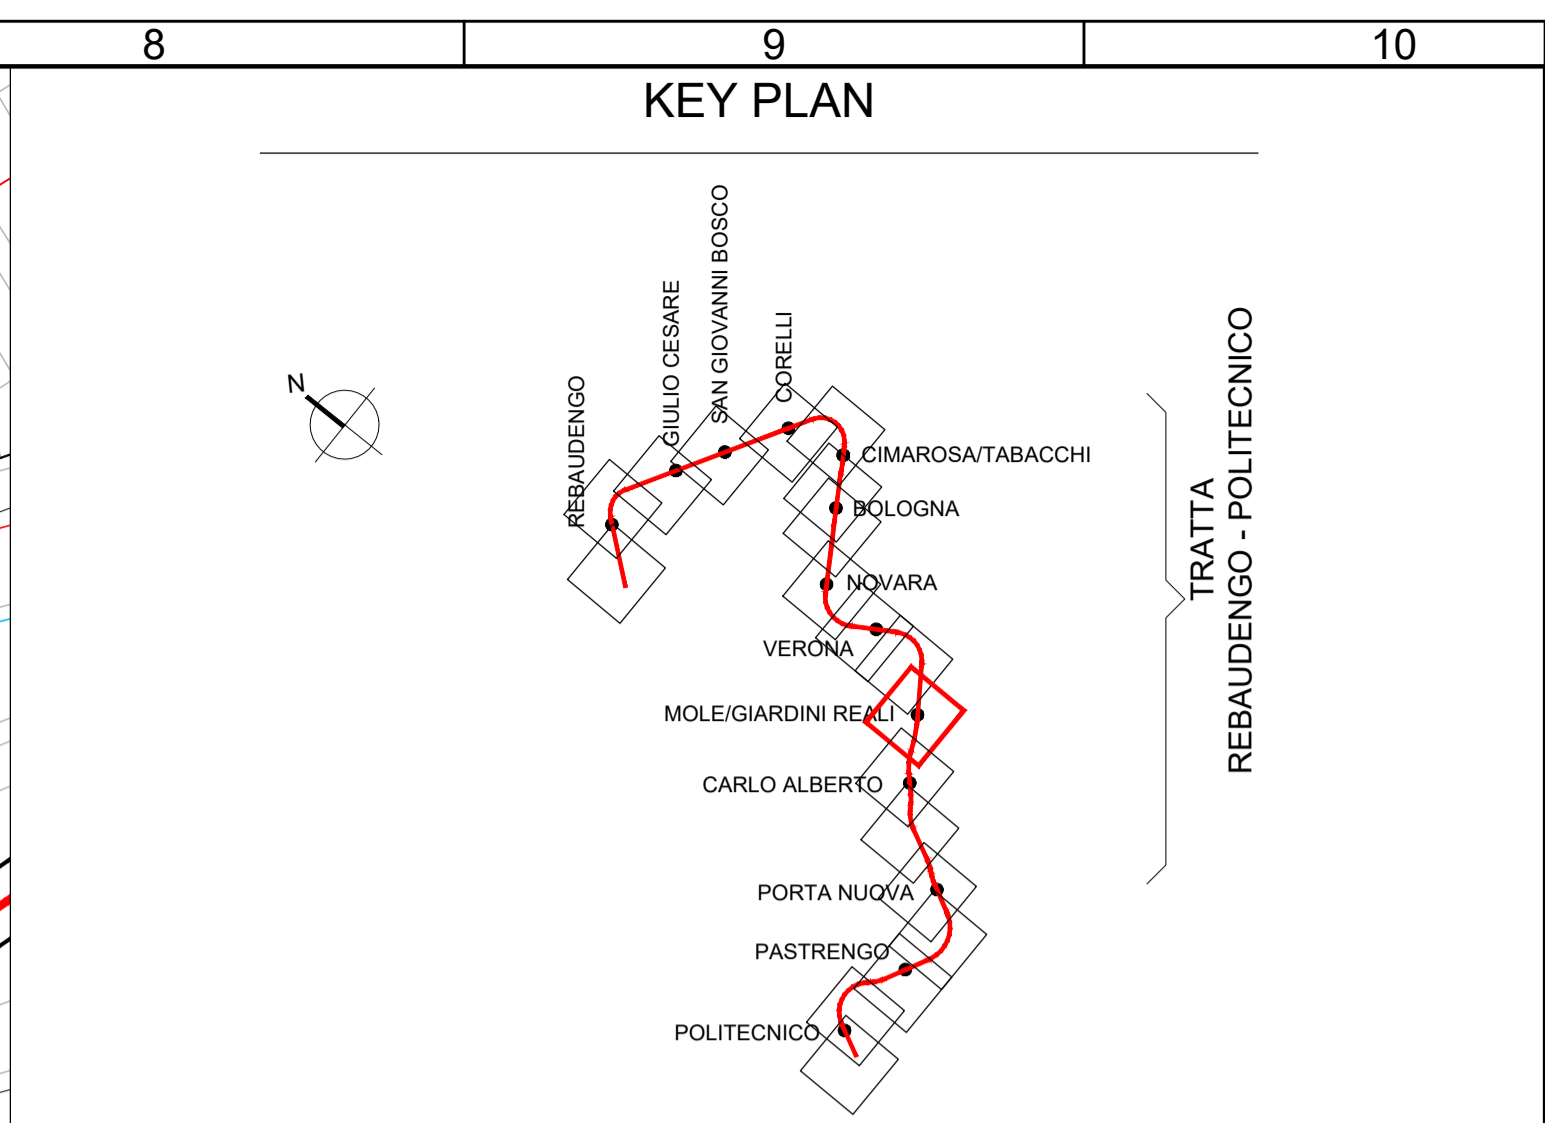 8
9
10
KEY PLAN
N
REBAUDENGO
GIULIO CESARE
SAN GIOVANNI BOSCO
CORELLI
CIMAROSA/TABACCHI
BOLOGNA
NOVARA
VERONA
MOLE/GIARDINI REALI
CARLO ALBERTO
PORTA NUOVA
PASTRENGO
POLITECNICO
TRATTA
REBAUDENGO - POLITECNICO